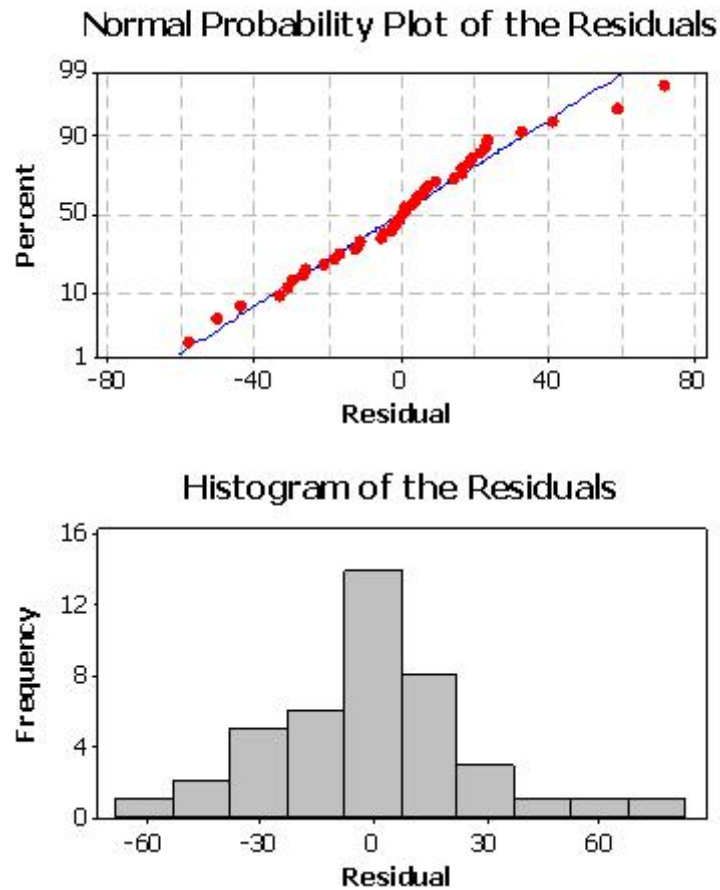 Normal Probability Plot of the Residuals
99
90
50
10
1
Percent
-80 -40 0 40 80
Residual
Histogram of the Residuals
16
12
8
4
0
Frequency
-60 -30 0 30 60
Residual